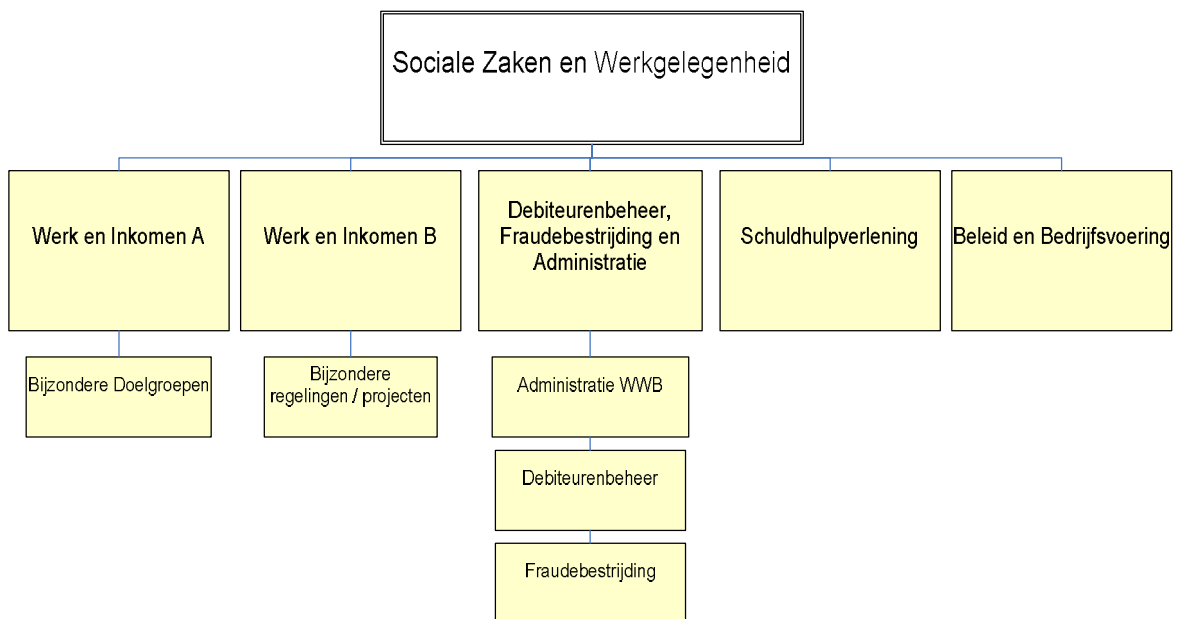 Sociale Zaken en Werkgelegenheid
Werk en Inkomen A
Werk en Inkomen B
Debiteurenbeheer,
Fraudebestrijding en
Administratie
Schuldhulpverlening
Beleid en Bedrijfsvoering
Bijzondere Doelgroepen
Bijzondere
regelingen / projecten
Administratie WWB
Debiteurenbeheer
Fraudebestrijding